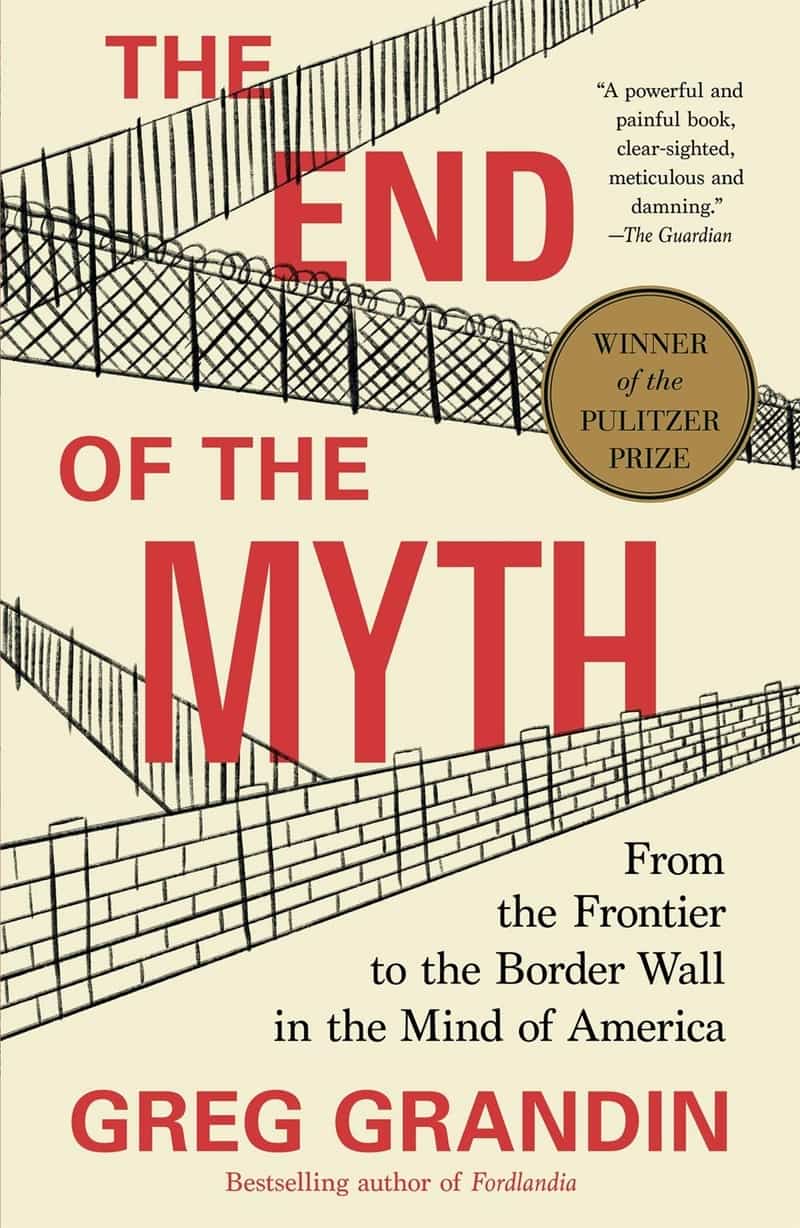 THE
END
“A powerful and
painful book,
clear-sighted,
meticulous and
damning.”
—The Guardian
WINNER
of the
PULITZER
PRIZE
OF THE
MYTH
From
the Frontier
to the Border Wall
in the Mind of America
GREG GRANDIN
Bestselling author of Fordlandia